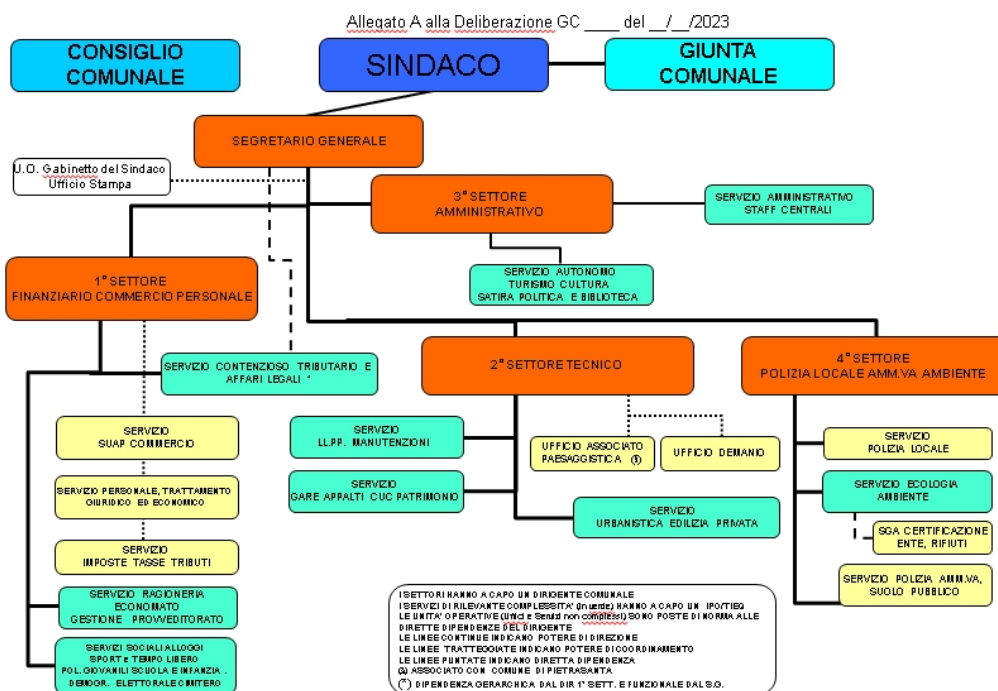 Allegato A alla Deliberazione GC ____ del __/__/2023
CONSIGLIO
COMUNALE
SINDACO
GIUNTA
COMUNALE
SEGRETARIO GENERALE
U.O. Gabinetto del Sindaco
Ufficio Stampa
3° SETTORE
AMMINISTRATIVO
SERVIZIO AMMINISTRATIVO
STAFF CENTRALI
1° SETTORE
FINANZIARIO COMMERCIO PERSONALE
SERVIZIO AUTONOMO
TURISMO CULTURA
SATIRA POLITICA E BIBLIOTECA
SERVIZIO CONTENZIOSO TRIBUTARIO E
AFFARI LEGALI *
2° SETTORE TECNICO
4° SETTORE
POLIZIA LOCALE AMM.VA AMBIENTE
SERVIZIO
SUAP COMMERCIO
SERVIZIO PERSONALE, TRATTAMENTO
GIURIDICO ED ECONOMICO
SERVIZIO
IMPOSTE TASSE TRIBUTI
SERVIZIO RAGIONERIA
ECONOMATO
GESTIONE PROVVEDITORATO
SERVIZI SOCIALI ALLOGGI
SPORT e TEMPO LIBERO
POL.GIOVANILI SCUOLA E INFANZIA .
DEMOGR. ELETTORALE CIMITERO
SERVIZIO
LL.PP. MANUTENZIONI
SERVIZIO
GARE APPALTI CUC PATRIMONIO
UFFICIO ASSOCIATO
PAESAGGISTICA (§)
UFFICIO DEMANIO
SERVIZIO
URBANISTICA EDILIZIA PRIVATA
SERVIZIO
POLIZIA LOCALE
SERVIZIO ECOLOGIA
AMBIENTE
SGA CERTIFICAZIONE
ENTE, RIFIUTI
SERVIZIO POLIZIA AMM.VA,
SUOLO PUBBLICO
I SETTORI HANNO A CAPO UN DIRIGENTE COMUNALE
I SERVIZI DI RILEVANTE COMPLESSITA' (in verde) HANNO A CAPO UN IPO/TIEQ
LE UNITA' OPERATIVE (Uffici e Servizi non complessi) SONO POSTE DI NORMA ALLE
DIRETTE DIPENDENZE DEL DIRIGENTE
LE LINEE CONTINUE INDICANO POTERE DI DIREZIONE
LE LINEE TRATTEGGIATE INDICANO POTERE DI COORDINAMENTO
LE LINEE PUNTATE INDICANO DIRETTA DIPENDENZA
(§) ASSOCIATO CON COMUNE DI PIETRASANTA
(*) DIPENDENZA GERARCHICA DAL DIR 1° SETT. E FUNZIONALE DAL S.G.